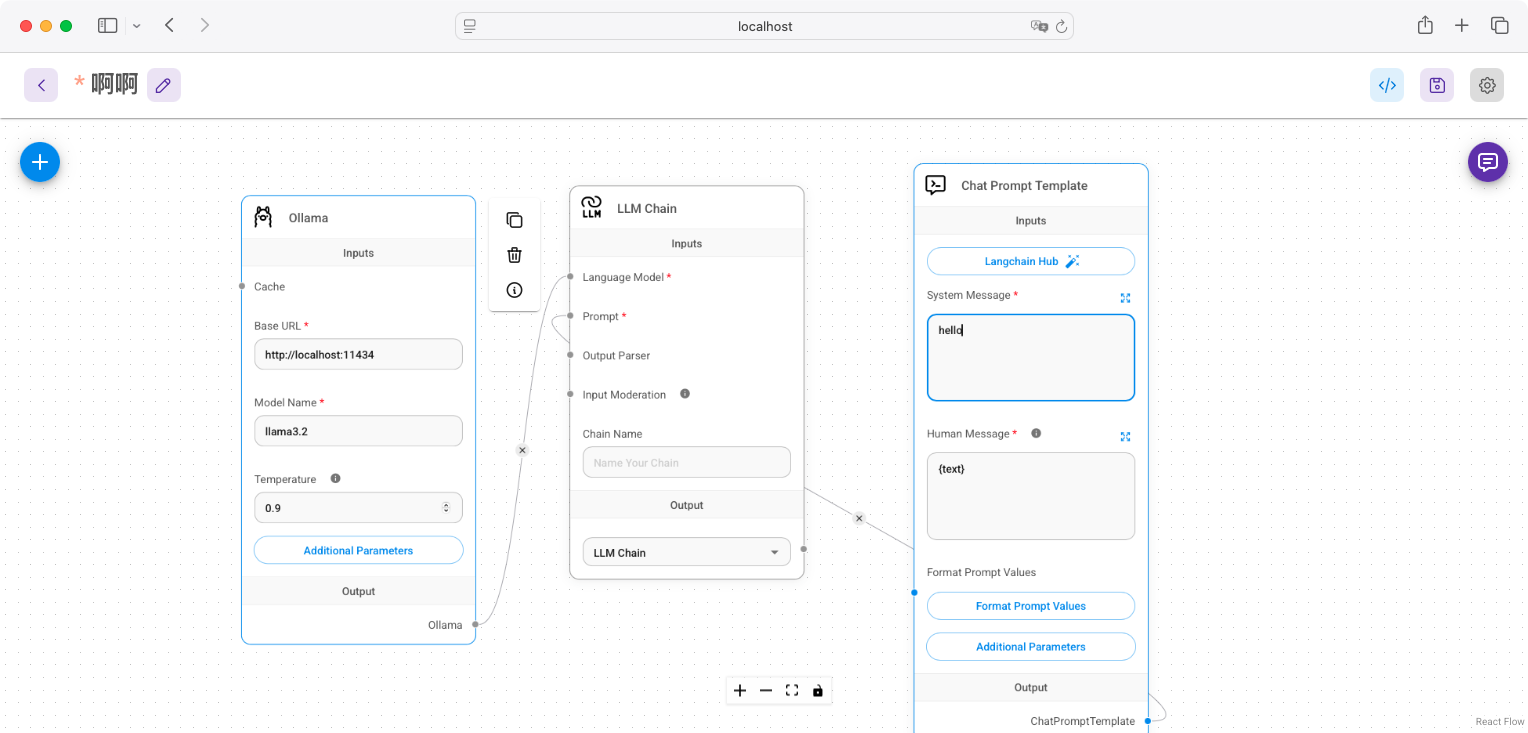 localhost
* 啊啊
Ollama
Inputs
Cache
Base URL *
http://localhost:11434
Model Name *
llama3.2
Temperature
0.9
Additional Parameters
Output
Ollama
LLM
LLM Chain
Inputs
Language Model *
Prompt *
Output Parser
Input Moderation
Chain Name
Name Your Chain
Output
LLM Chain
Chat Prompt Template
Inputs
Langchain Hub
System Message *
hello
Human Message *
{text}
Format Prompt Values
Format Prompt Values
Additional Parameters
Output
ChatPromptTemplate
React Flow